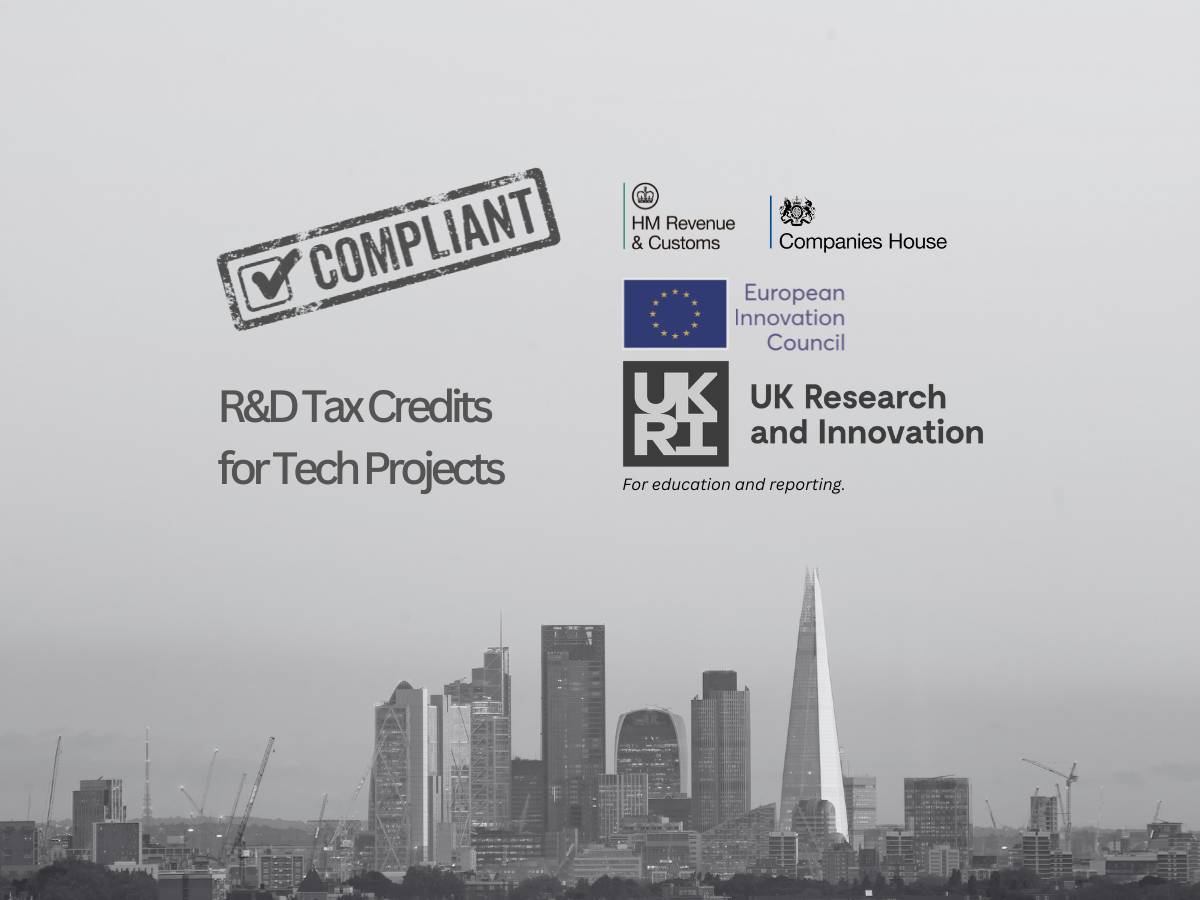 COMPLIANT
R&D Tax Credits
for Tech Projects
HM Revenue
& Customs
Companies House
European
Innovation
Council
UK
RI
UK Research
and Innovation
For education and reporting.